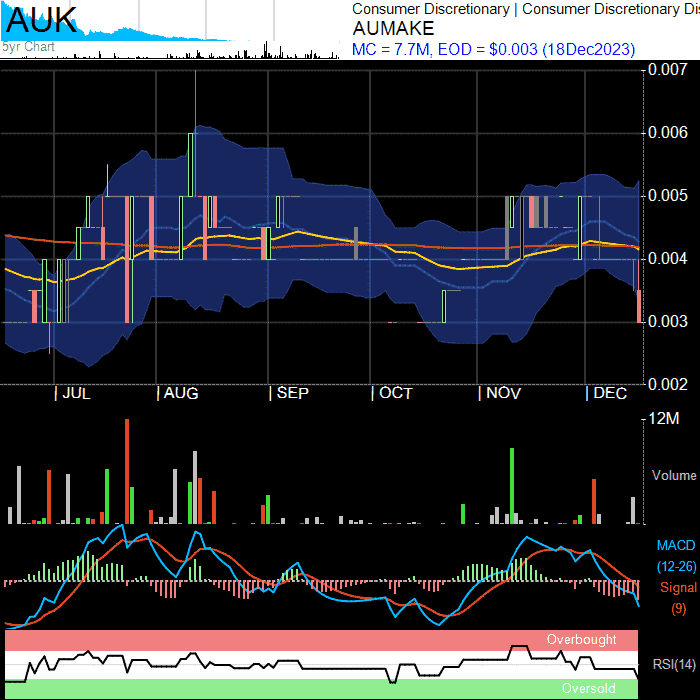 AUK
5yr Chart
Consumer Discretionary | Consumer Discretionary Dis
AUMAKE
MC = 7.7M, EOD = $0.003 (18Dec2023)
0.007
0.006
0.005
0.004
0.003
0.002
| JUL | AUG | SEP | OCT | NOV | DEC
12M
Volume
MACD
(12-26)
Signal
(9)
Overbought
RSI(14)
Oversold